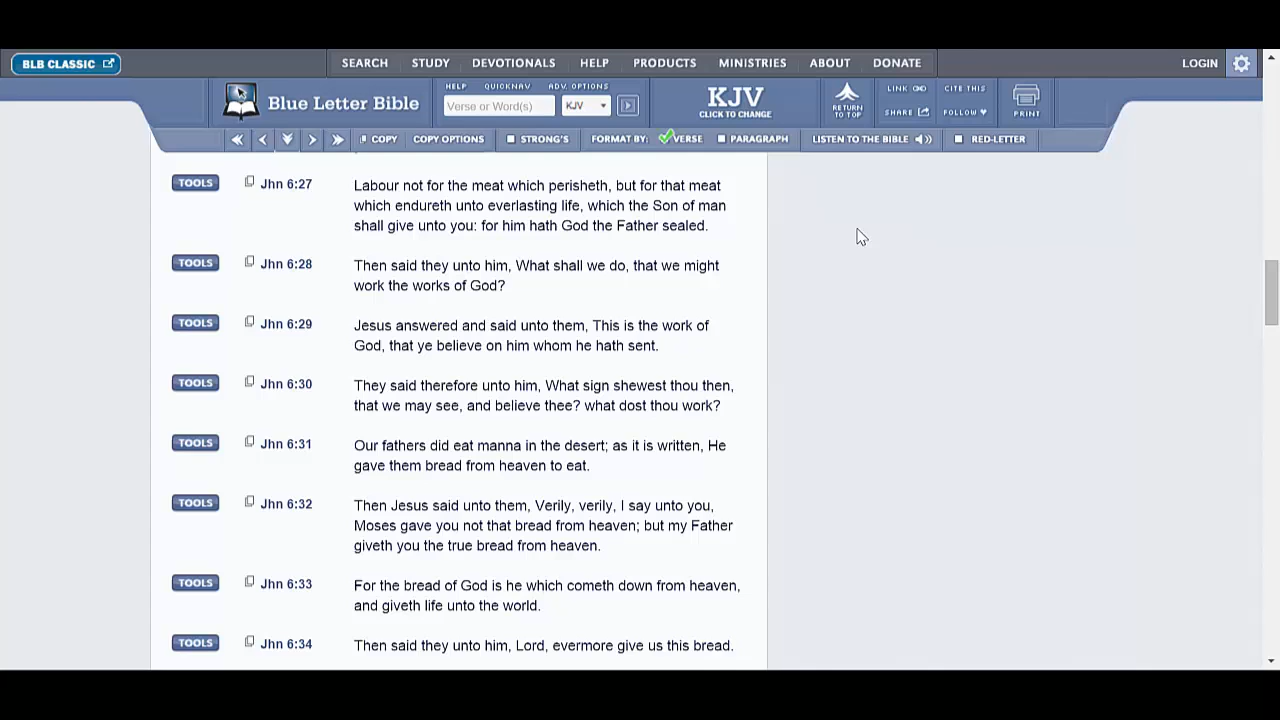 BLB CLASSIC
SEARCH STUDY DEVOTIONALS HELP PRODUCTS MINISTRIES ABOUT DONATE LOGIN
HELP QUICKNAV ADV. OPTIONS
Blue Letter Bible
Verse or Word(s) KJV
KJV
CLICK TO CHANGE
RETURN
TO TOP
LINK CITE THIS
SHARE FOLLOW
PRINT
COPY COPY OPTIONS STRONG'S FORMAT BY: VERSE PARAGRAPH LISTEN TO THE BIBLE RED-LETTER
TOOLS Jhn 6:27 Labour not for the meat which perisheth, but for that meat
which endureth unto everlasting life, which the Son of man
shall give unto you: for him hath God the Father sealed.
TOOLS Jhn 6:28 Then said they unto him, What shall we do, that we might
work the works of God?
TOOLS Jhn 6:29 Jesus answered and said unto them, This is the work of
God, that ye believe on him whom he hath sent.
TOOLS Jhn 6:30 They said therefore unto him, What sign shewest thou then,
that we may see, and believe thee? what dost thou work?
TOOLS Jhn 6:31 Our fathers did eat manna in the desert; as it is written, He
gave them bread from heaven to eat.
TOOLS Jhn 6:32 Then Jesus said unto them, Verily, verily, I say unto you,
Moses gave you not that bread from heaven; but my Father
giveth you the true bread from heaven.
TOOLS Jhn 6:33 For the bread of God is he which cometh down from heaven,
and giveth life unto the world.
TOOLS Jhn 6:34 Then said they unto him, Lord, evermore give us this bread.